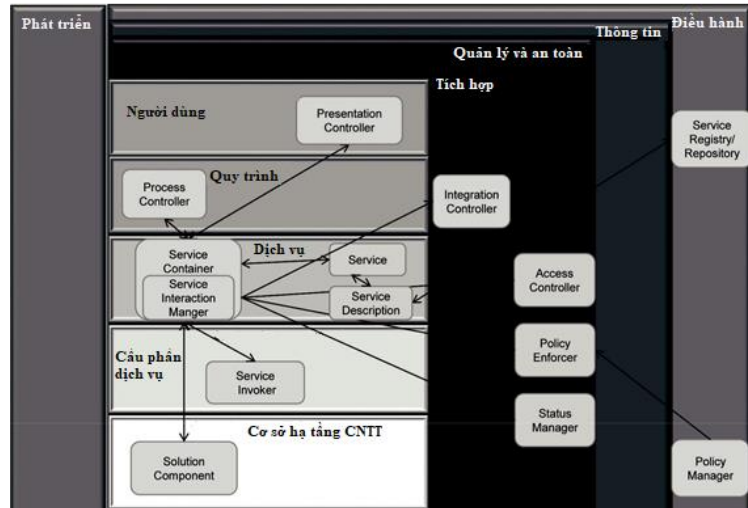 Phát triển
Điều hành
Thông tin
Quản lý và an toàn
Tích hợp
Người dùng
Presentation
Controller
Service
Registry/
Repository
Quy trình
Process
Controller
Integration
Controller
Dịch vụ
Service
Container
Service
Interaction
Manger
Service
Service
Description
Access
Controller
Policy
Enforcer
Cấu phần
dịch vụ
Service
Invoker
Status
Manager
Cơ sở hạ tầng CNTT
Solution
Component
Policy
Manager